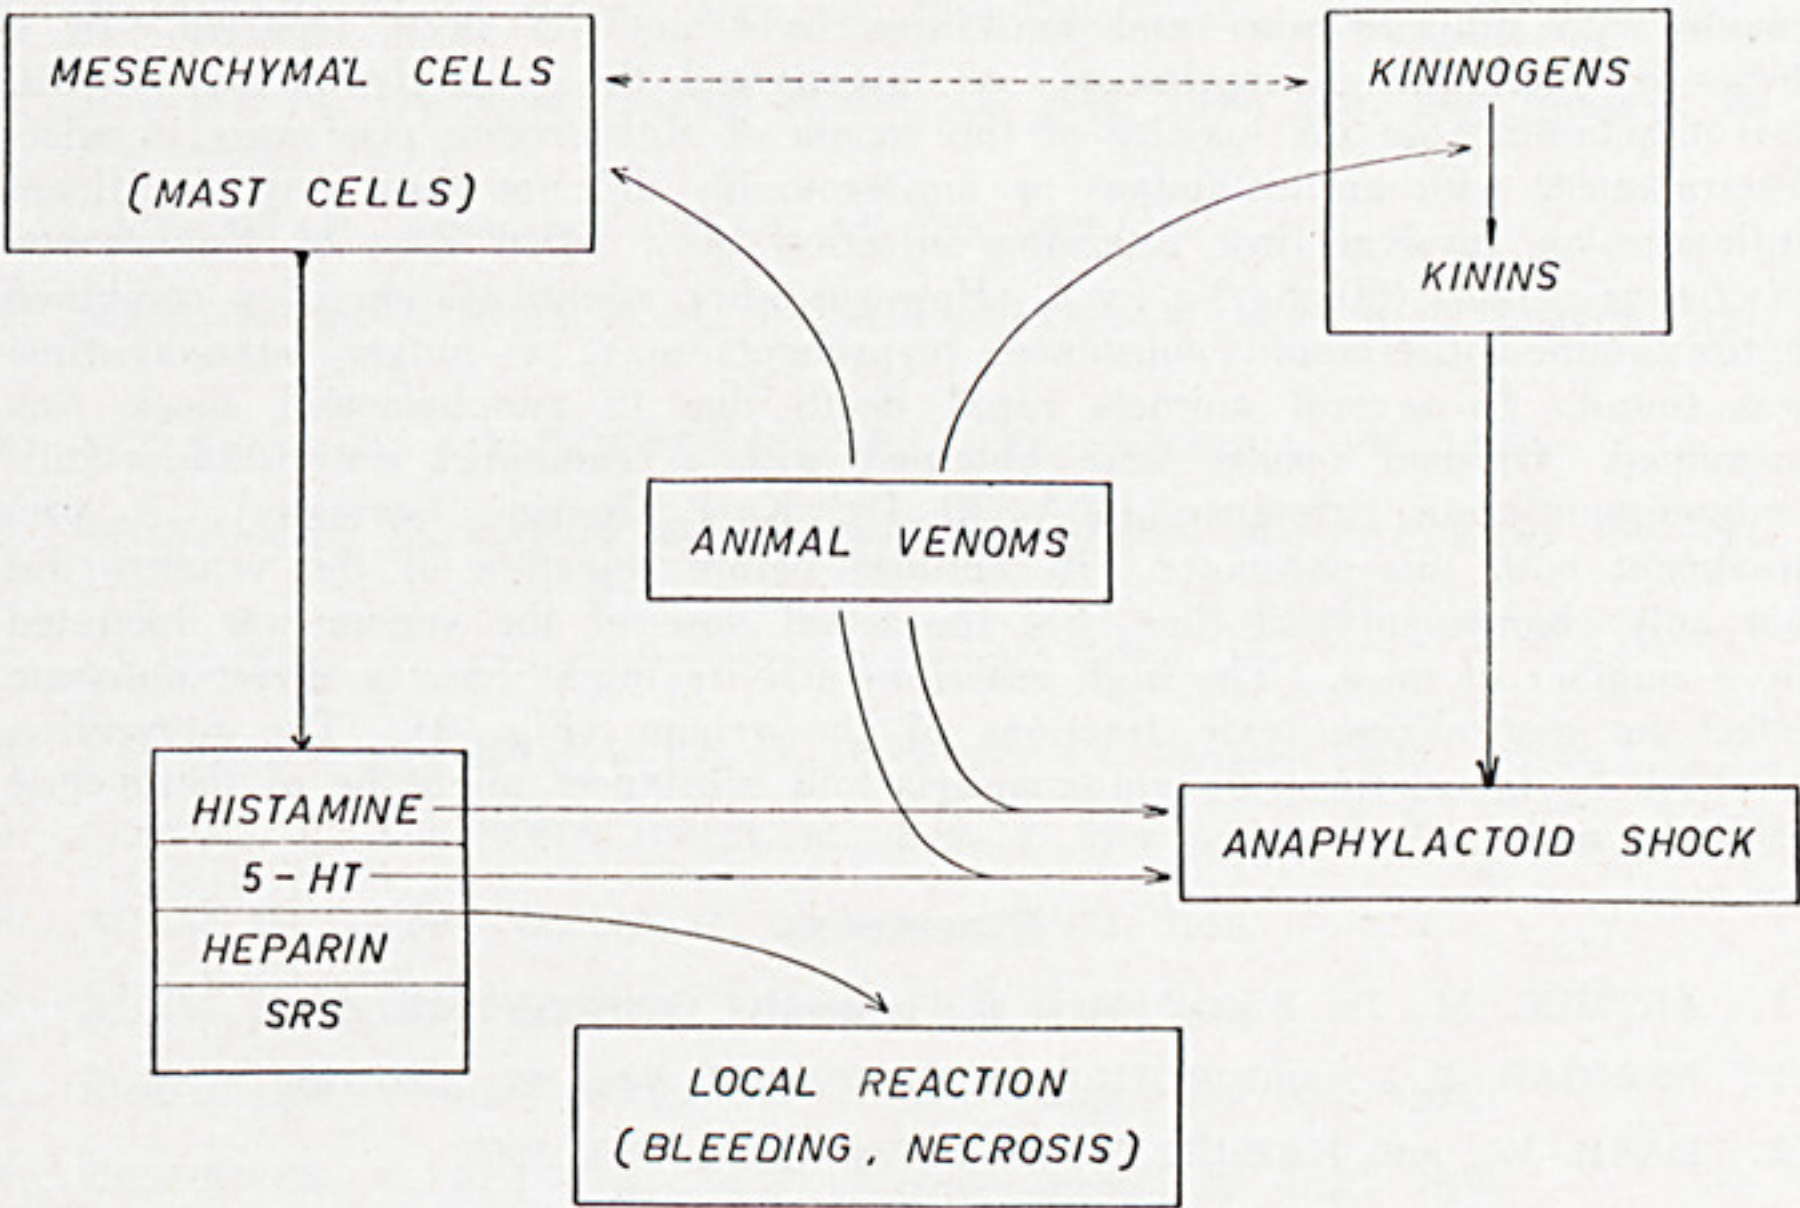 MESENCHYMAL CELLS
(MAST CELLS)
KININOGENS
KININS
ANIMAL VENOMS
HISTAMINE
5-HT
HEPARIN
SRS
ANAPHYLACTOID SHOCK
LOCAL REACTION
(BLEEDING, NECROSIS)